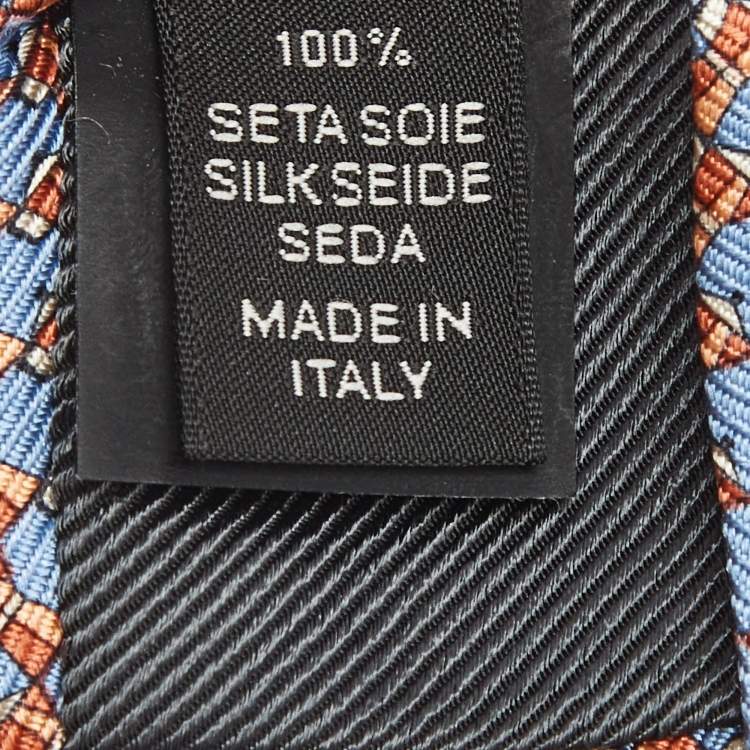 100%
SETA SOIE
SILK SEIDE
SEDA
MADE IN
ITALY